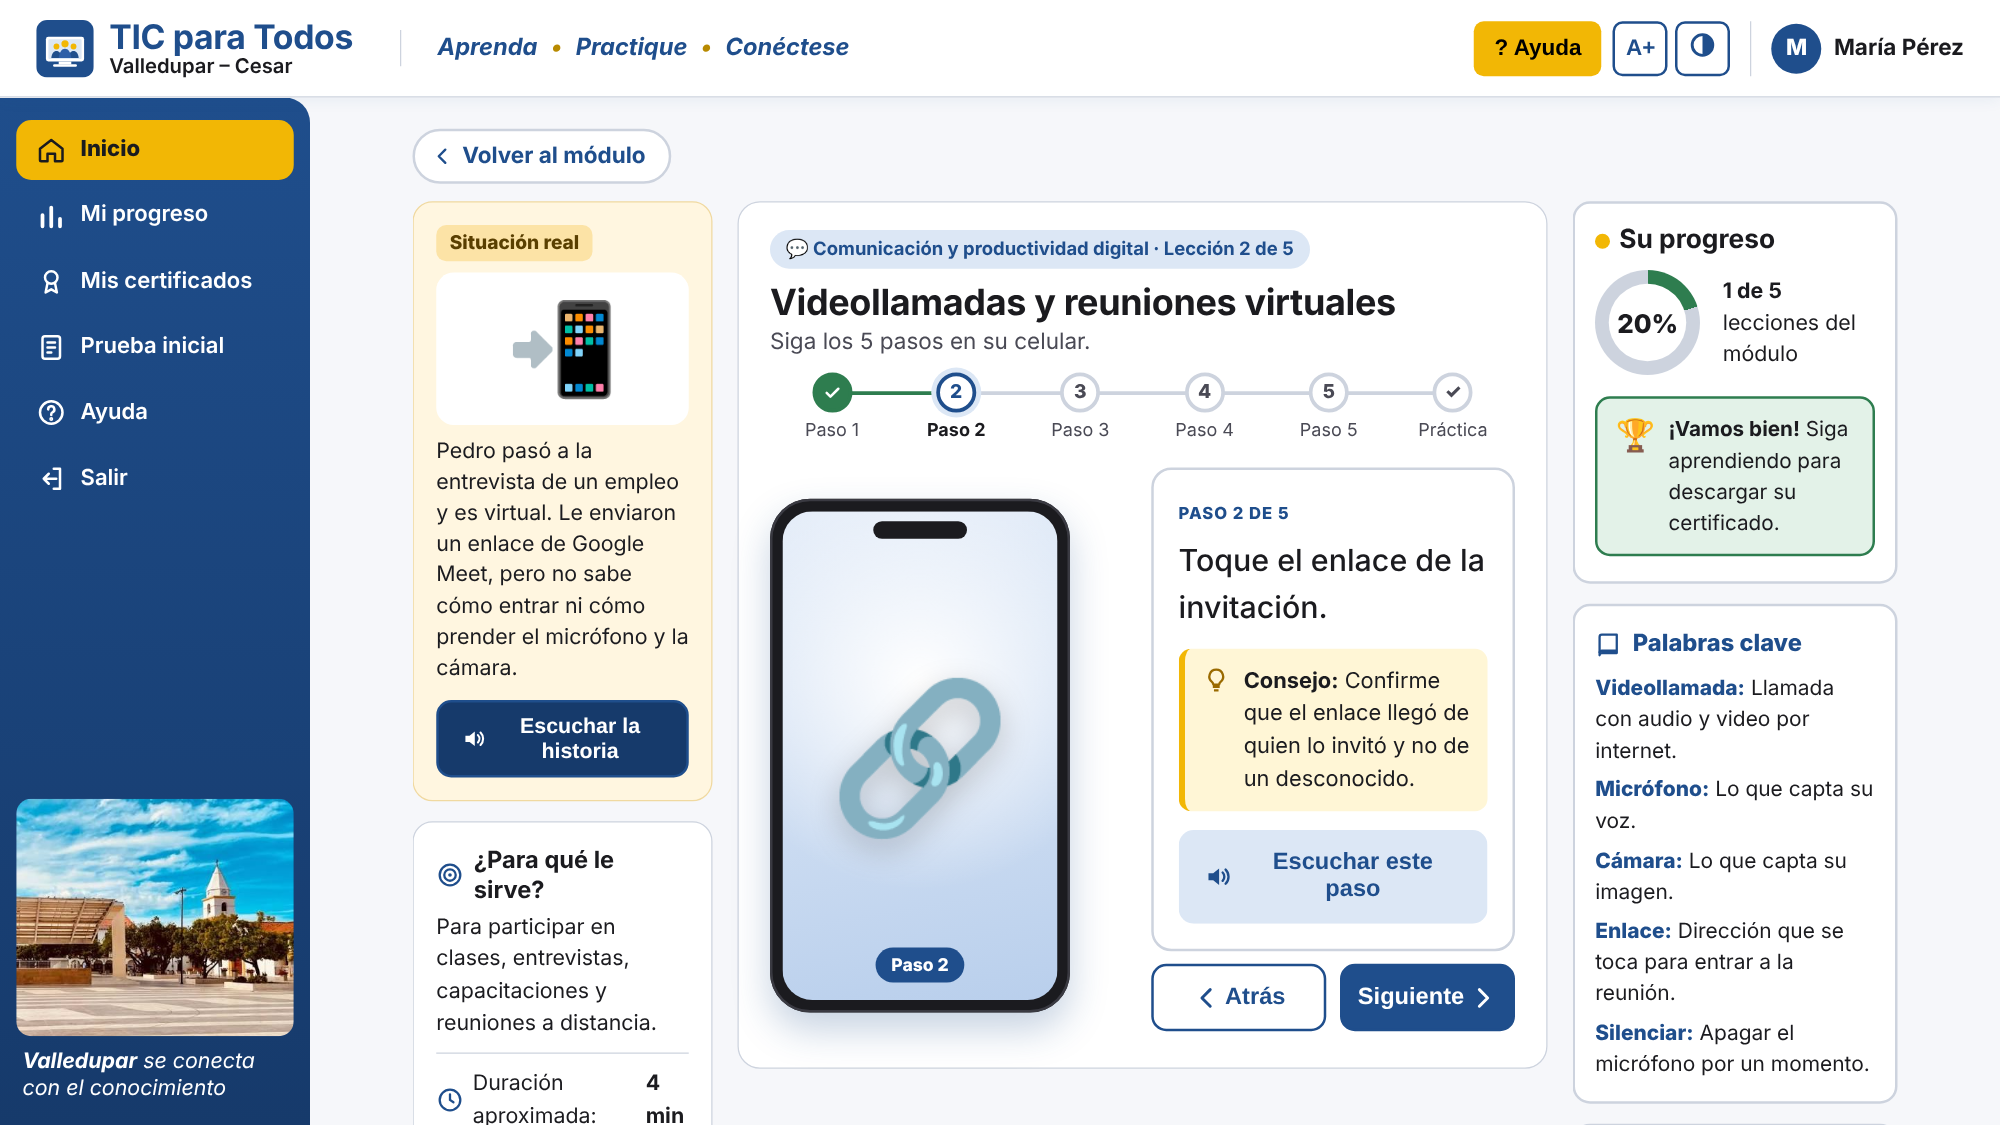 TIC para Todos
Valledupar – Cesar
Aprenda • Practique • Conéctese
? Ayuda
A+
M
María Pérez
Inicio
Mi progreso
Mis certificados
Prueba inicial
Ayuda
Salir
Valledupar se conecta
con el conocimiento
Volver al módulo
Situación real
Pedro pasó a la
entrevista de un empleo
y es virtual. Le enviaron
un enlace de Google
Meet, pero no sabe
cómo entrar ni cómo
prender el micrófono y la
cámara.
Escuchar la
historia
¿Para qué le
sirve?
Para participar en
clases, entrevistas,
capacitaciones y
reuniones a distancia.
Duración
aproximada:
4
min
Comunicación y productividad digital · Lección 2 de 5
Videollamadas y reuniones virtuales
Siga los 5 pasos en su celular.
2 3 4 5
Paso 1 Paso 2 Paso 3 Paso 4 Paso 5 Práctica
Paso 2
PASO 2 DE 5
Toque el enlace de la
invitación.
Consejo: Confirme
que el enlace llegó de
quien lo invitó y no de
un desconocido.
Escuchar este
paso
Atrás
Siguiente
Su progreso
20%
1 de 5
lecciones del
módulo
¡Vamos bien! Siga
aprendiendo para
descargar su
certificado.
Palabras clave
Videollamada: Llamada
con audio y video por
internet.
Micrófono: Lo que capta su
voz.
Cámara: Lo que capta su
imagen.
Enlace: Dirección que se
toca para entrar a la
reunión.
Silenciar: Apagar el
micrófono por un momento.